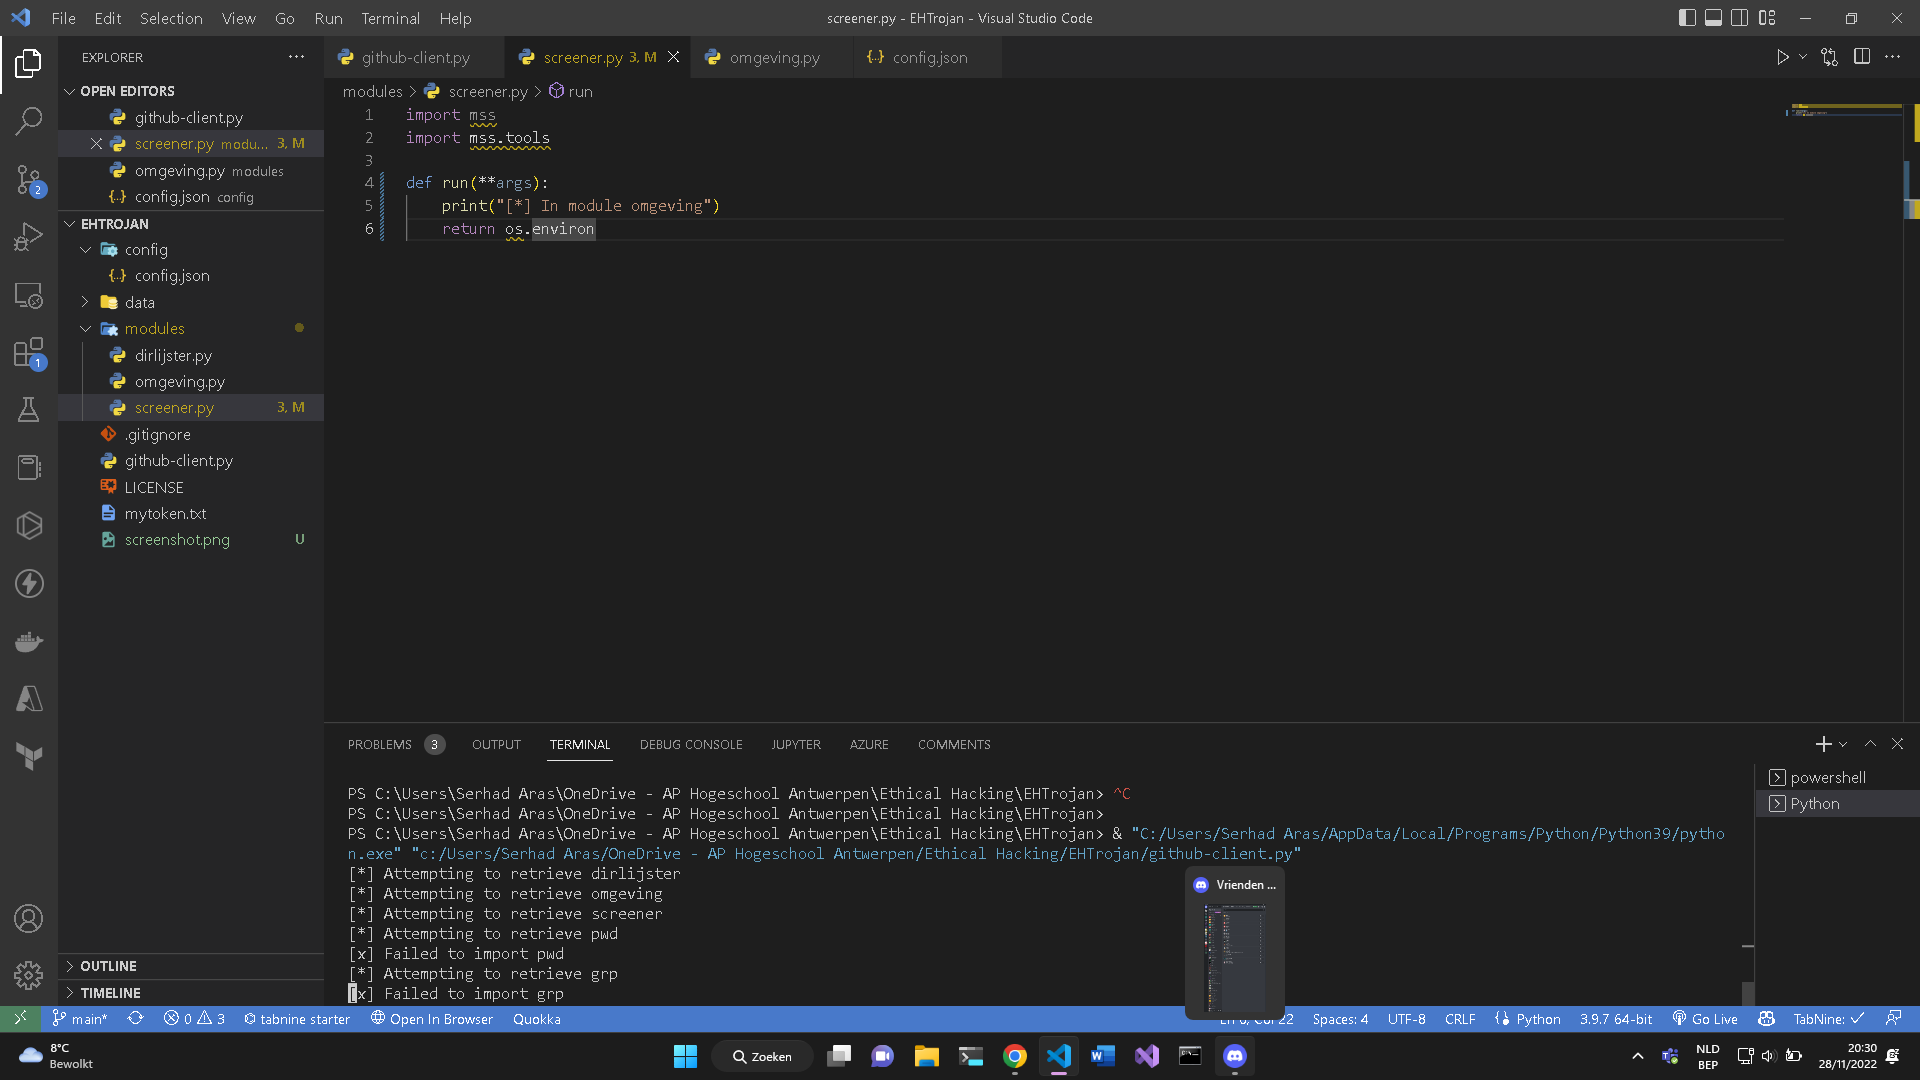 File Edit Selection View Go Run Terminal Help
screener.py - EHTrojan - Visual Studio Code
EXPLORER
OPEN EDITORS
github-client.py
screener.py modu... 3, M
omgeving.py modules
config.json config
EHTROJAN
config
config.json
data
modules
dirlijster.py
omgeving.py
screener.py 3, M
.gitignore
github-client.py
LICENSE
mytoken.txt
screenshot.png U
OUTLINE
TIMELINE
2
1
github-client.py screener.py 3, M omgeving.py config.json
modules > screener.py > run
1 import mss
2 import mss.tools
3
4 def run(**args):
5 print("[*] In module omgeving")
6 return os.environ
PROBLEMS 3 OUTPUT TERMINAL DEBUG CONSOLE JUPYTER AZURE COMMENTS
powershell
Python
PS C:\Users\Serhad Aras\OneDrive - AP Hogeschool Antwerpen\Ethical Hacking\EHTrojan> ^C
PS C:\Users\Serhad Aras\OneDrive - AP Hogeschool Antwerpen\Ethical Hacking\EHTrojan>
PS C:\Users\Serhad Aras\OneDrive - AP Hogeschool Antwerpen\Ethical Hacking\EHTrojan> & "C:/Users/Serhad Aras/AppData/Local/Programs/Python/Python39/pytho
n.exe" "c:/Users/Serhad Aras/OneDrive - AP Hogeschool Antwerpen/Ethical Hacking/EHTrojan/github-client.py"
[*] Attempting to retrieve dirlijster
[*] Attempting to retrieve omgeving
[*] Attempting to retrieve screener
[*] Attempting to retrieve pwd
[x] Failed to import pwd
[*] Attempting to retrieve grp
[x] Failed to import grp
Vrienden ...
main* 0 3 tabnine starter Open In Browser Quokka
22 Spaces: 4 UTF-8 CRLF Python 3.9.7 64-bit Go Live TabNine:
8°C
Bewolkt
Zoeken
NLD
BEP
20:30
28/11/2022